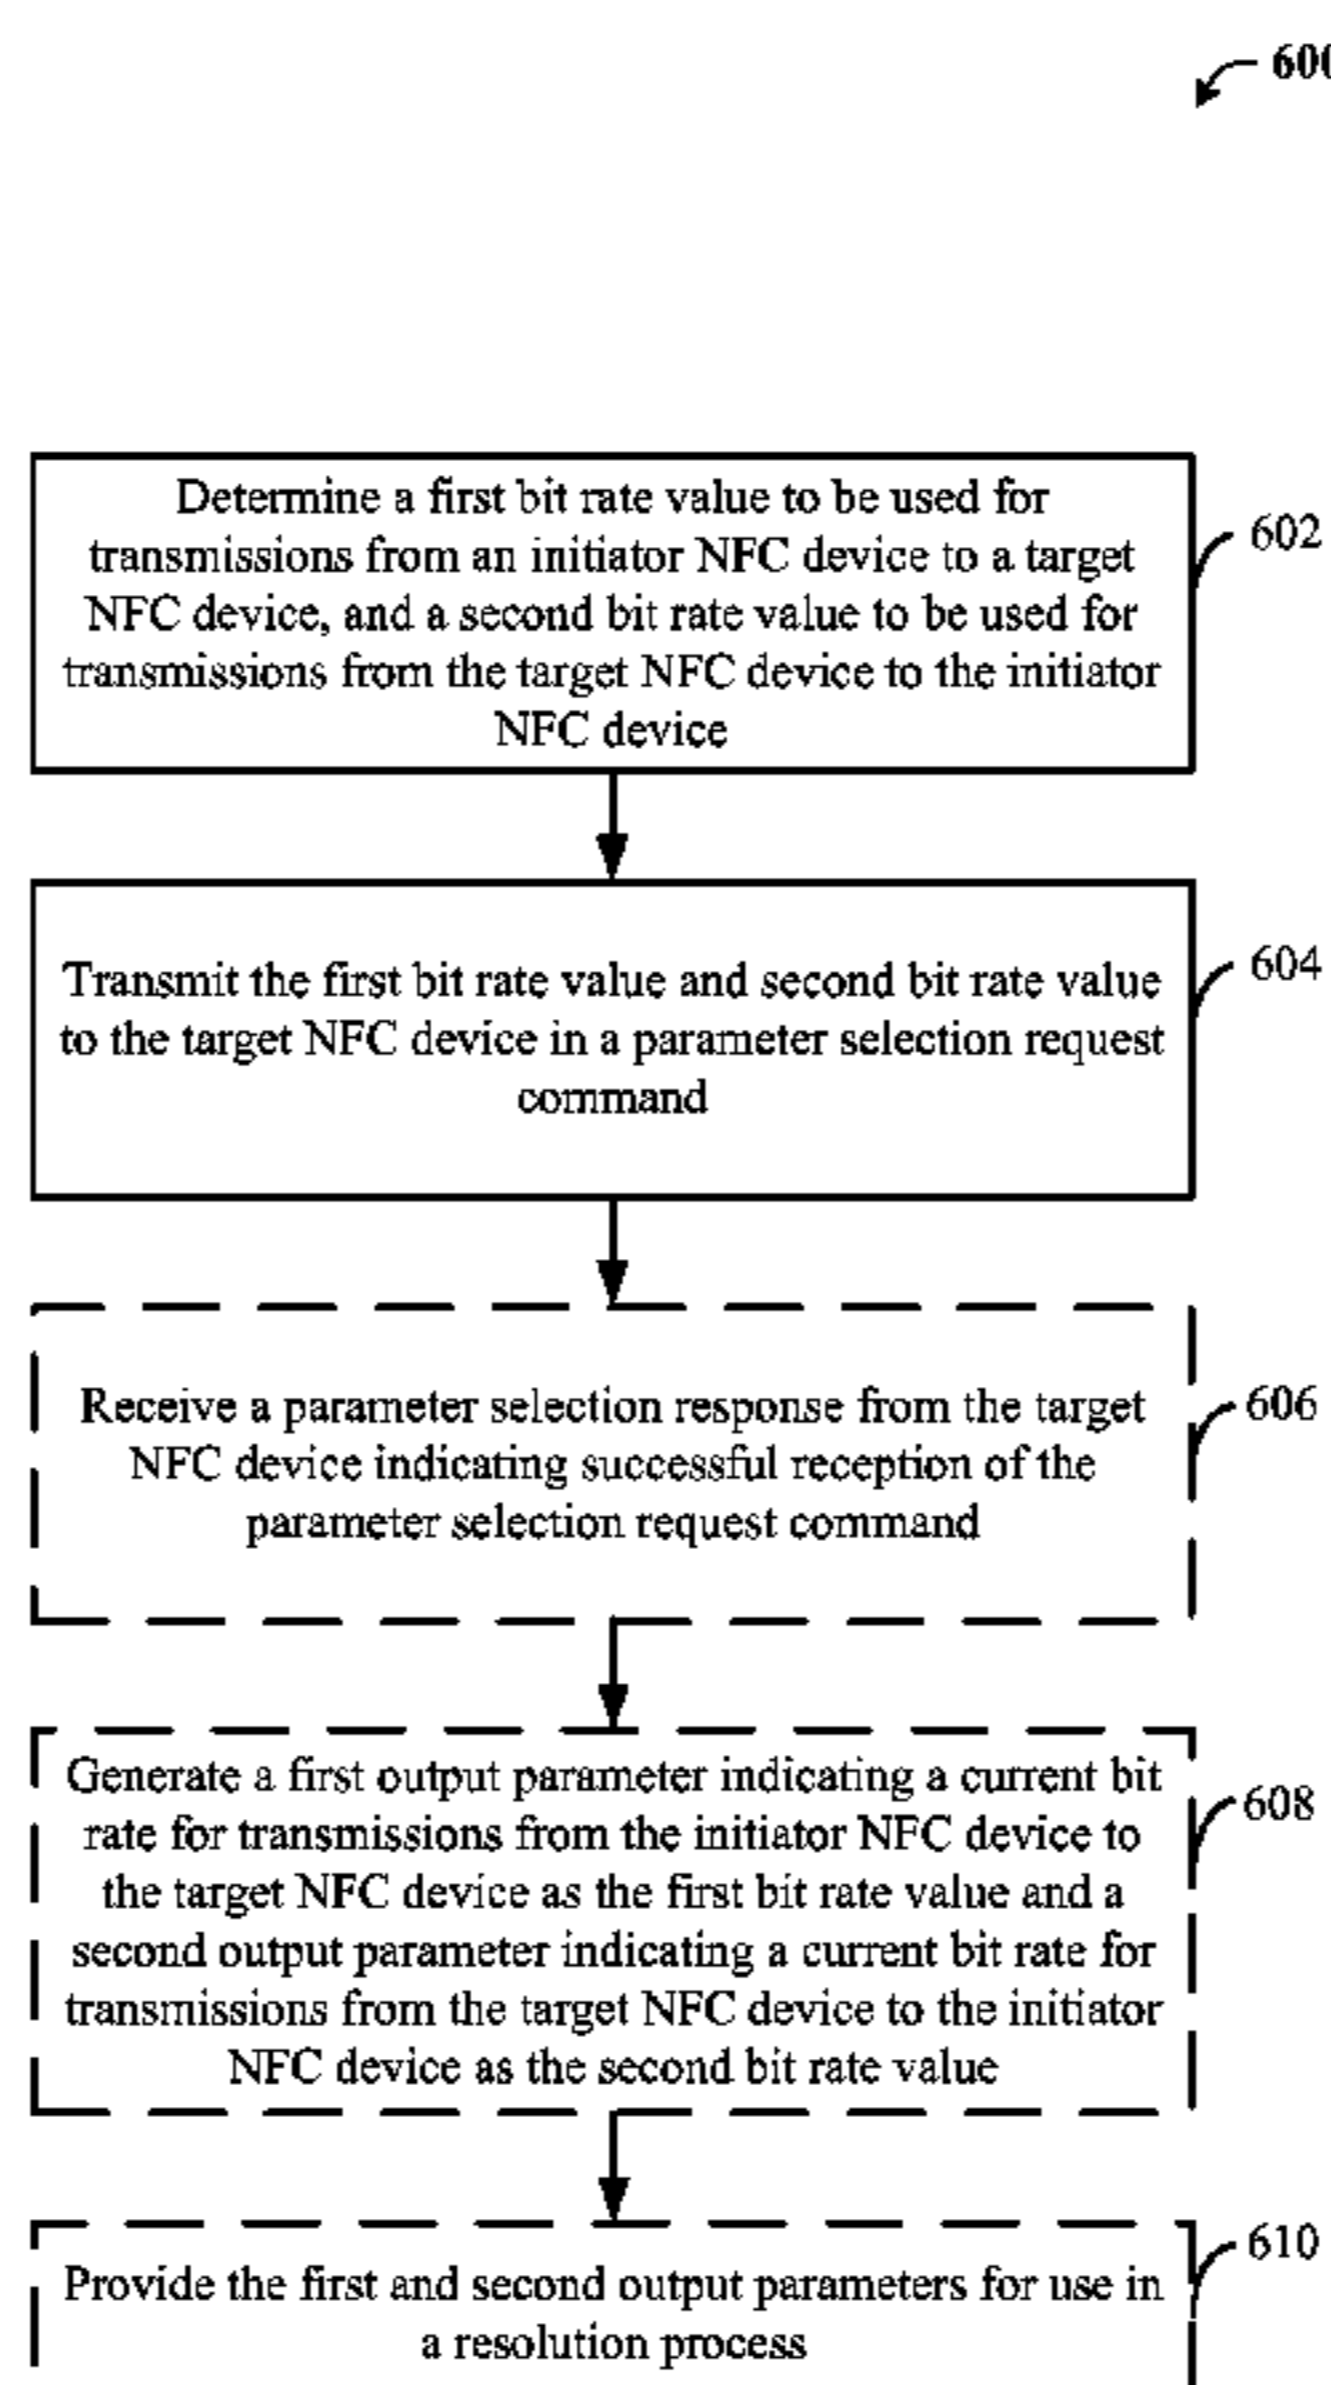 600
Determine a first bit rate value to be used for
transmissions from an initiator NFC device to a target
NFC device, and a second bit rate value to be used for
transmissions from the target NFC device to the initiator
NFC device
602
Transmit the first bit rate value and second bit rate value
to the target NFC device in a parameter selection request
command
604
Receive a parameter selection response from the target
NFC device indicating successful reception of the
parameter selection request command
606
Generate a first output parameter indicating a current bit
rate for transmissions from the initiator NFC device to
the target NFC device as the first bit rate value and a
second output parameter indicating a current bit rate for
transmissions from the target NFC device to the initiator
NFC device as the second bit rate value
608
Provide the first and second output parameters for use in
a resolution process
610